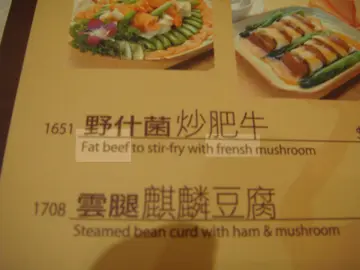 1651 野什菌炒肥牛
Fat beef to stir-fry with frensh mushroom
1708 雲腿麒麟豆腐
Steamed bean curd with ham & mushroom